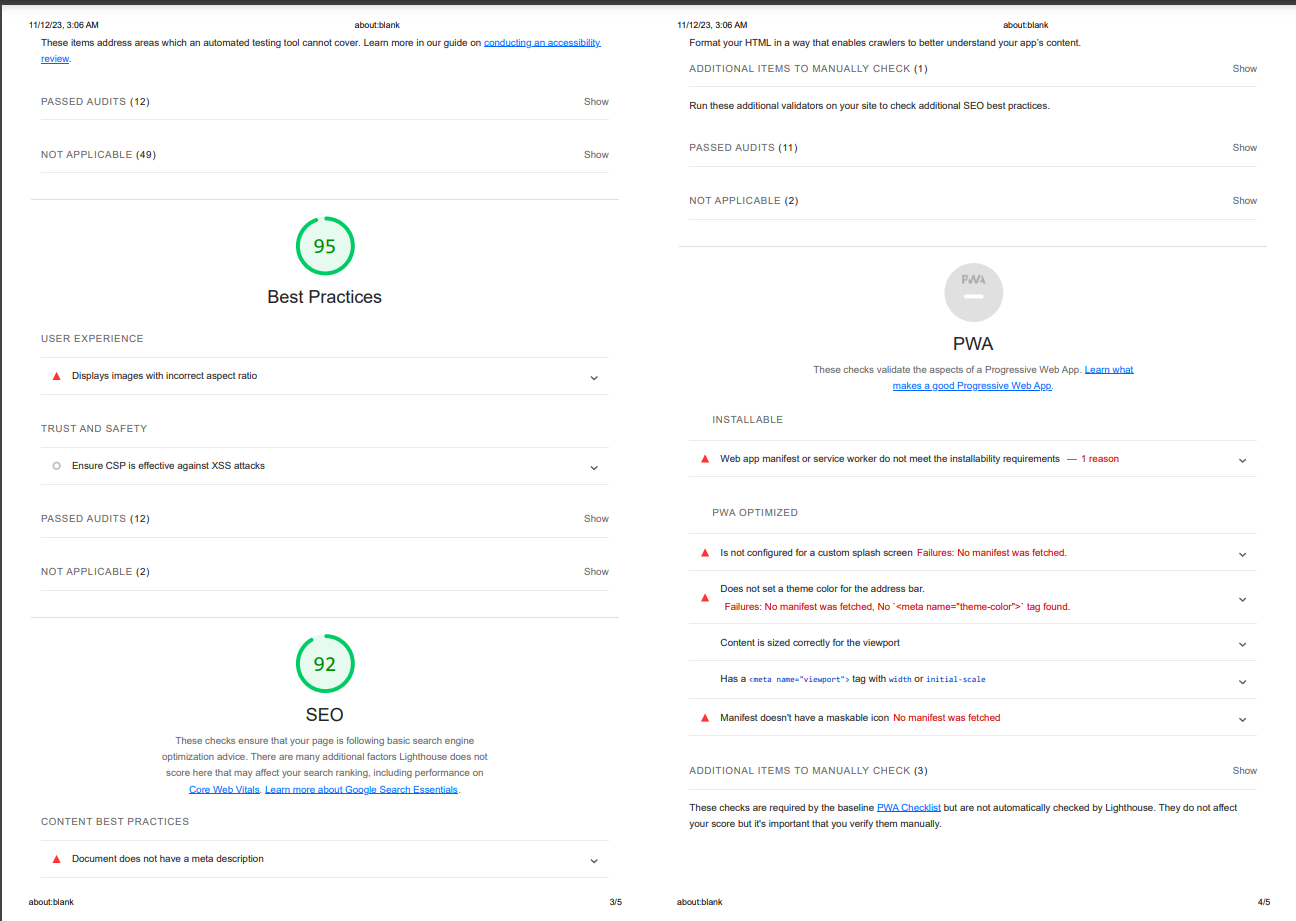 11/12/23, 3:06 AM about:blank
These items address areas which an automated testing tool cannot cover. Learn more in our guide on conducting an accessibility
review.
PASSED AUDITS (12) Show
NOT APPLICABLE (49) Show
95
Best Practices
USER EXPERIENCE
Displays images with incorrect aspect ratio
TRUST AND SAFETY
Ensure CSP is effective against XSS attacks
PASSED AUDITS (12) Show
NOT APPLICABLE (2) Show
92
SEO
These checks ensure that your page is following basic search engine
optimization advice. There are many additional factors Lighthouse does not
score here that may affect your search ranking, including performance on
Core Web Vitals. Learn more about Google Search Essentials.
CONTENT BEST PRACTICES
Document does not have a meta description
about:blank 3/5
11/12/23, 3:06 AM about:blank
Format your HTML in a way that enables crawlers to better understand your app's content.
ADDITIONAL ITEMS TO MANUALLY CHECK (1) Show
Run these additional validators on your site to check additional SEO best practices.
PASSED AUDITS (11) Show
NOT APPLICABLE (2) Show
PWA
PWA
These checks validate the aspects of a Progressive Web App. Learn what
makes a good Progressive Web App.
INSTALLABLE
Web app manifest or service worker do not meet the installability requirements — 1 reason
PWA OPTIMIZED
Is not configured for a custom splash screen Failures: No manifest was fetched.
Does not set a theme color for the address bar.
Failures: No manifest was fetched, No `<meta name="theme-color">` tag found.
Content is sized correctly for the viewport
Has a <meta name="viewport"> tag with width or initial-scale
Manifest doesn't have a maskable icon No manifest was fetched
ADDITIONAL ITEMS TO MANUALLY CHECK (3) Show
These checks are required by the baseline PWA Checklist but are not automatically checked by Lighthouse. They do not affect
your score but it's important that you verify them manually.
about:blank 4/5